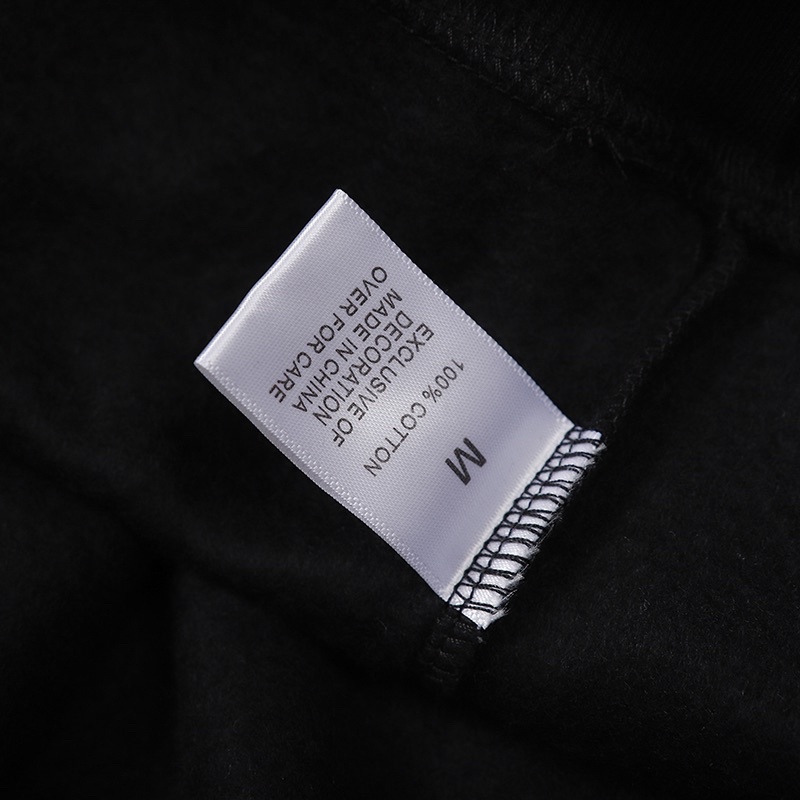 M
100% COTTON
EXCLUSIVE OF
DECORATION
MADE IN CHINA
OVER FOR CARE